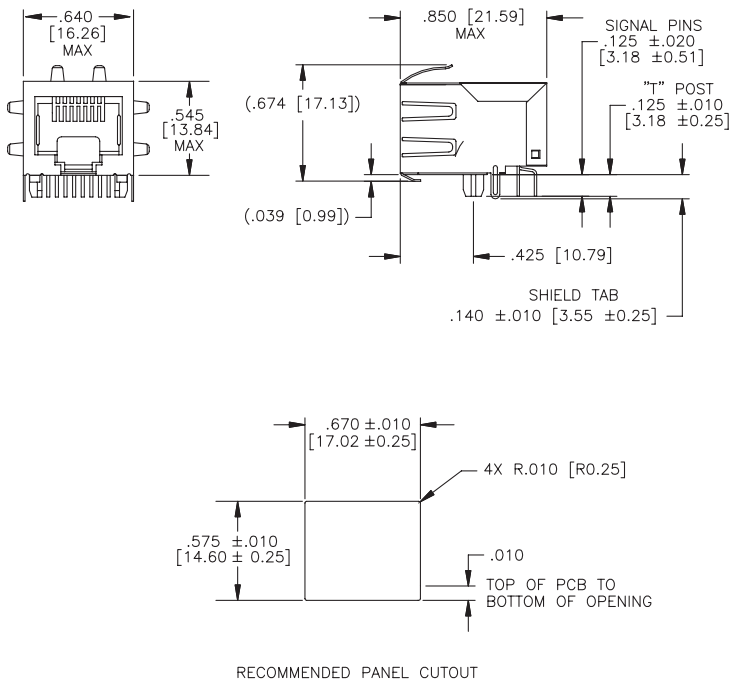 .640
[16.26]
MAX
.545
[13.84]
MAX
.850 [21.59]
MAX
(.674 [17.13])
(.039 [0.99])
SIGNAL PINS
.125 ±.020
[3.18 ±0.51]
"T" POST
.125 ±.010
[3.18 ±0.25]
.425 [10.79]
SHIELD TAB
.140 ±.010 [3.55 ±0.25]
.670 ±.010
[17.02 ±0.25]
4X R.010 [R0.25]
.575 ±.010
[14.60 ± 0.25]
.010
TOP OF PCB TO
BOTTOM OF OPENING
RECOMMENDED PANEL CUTOUT